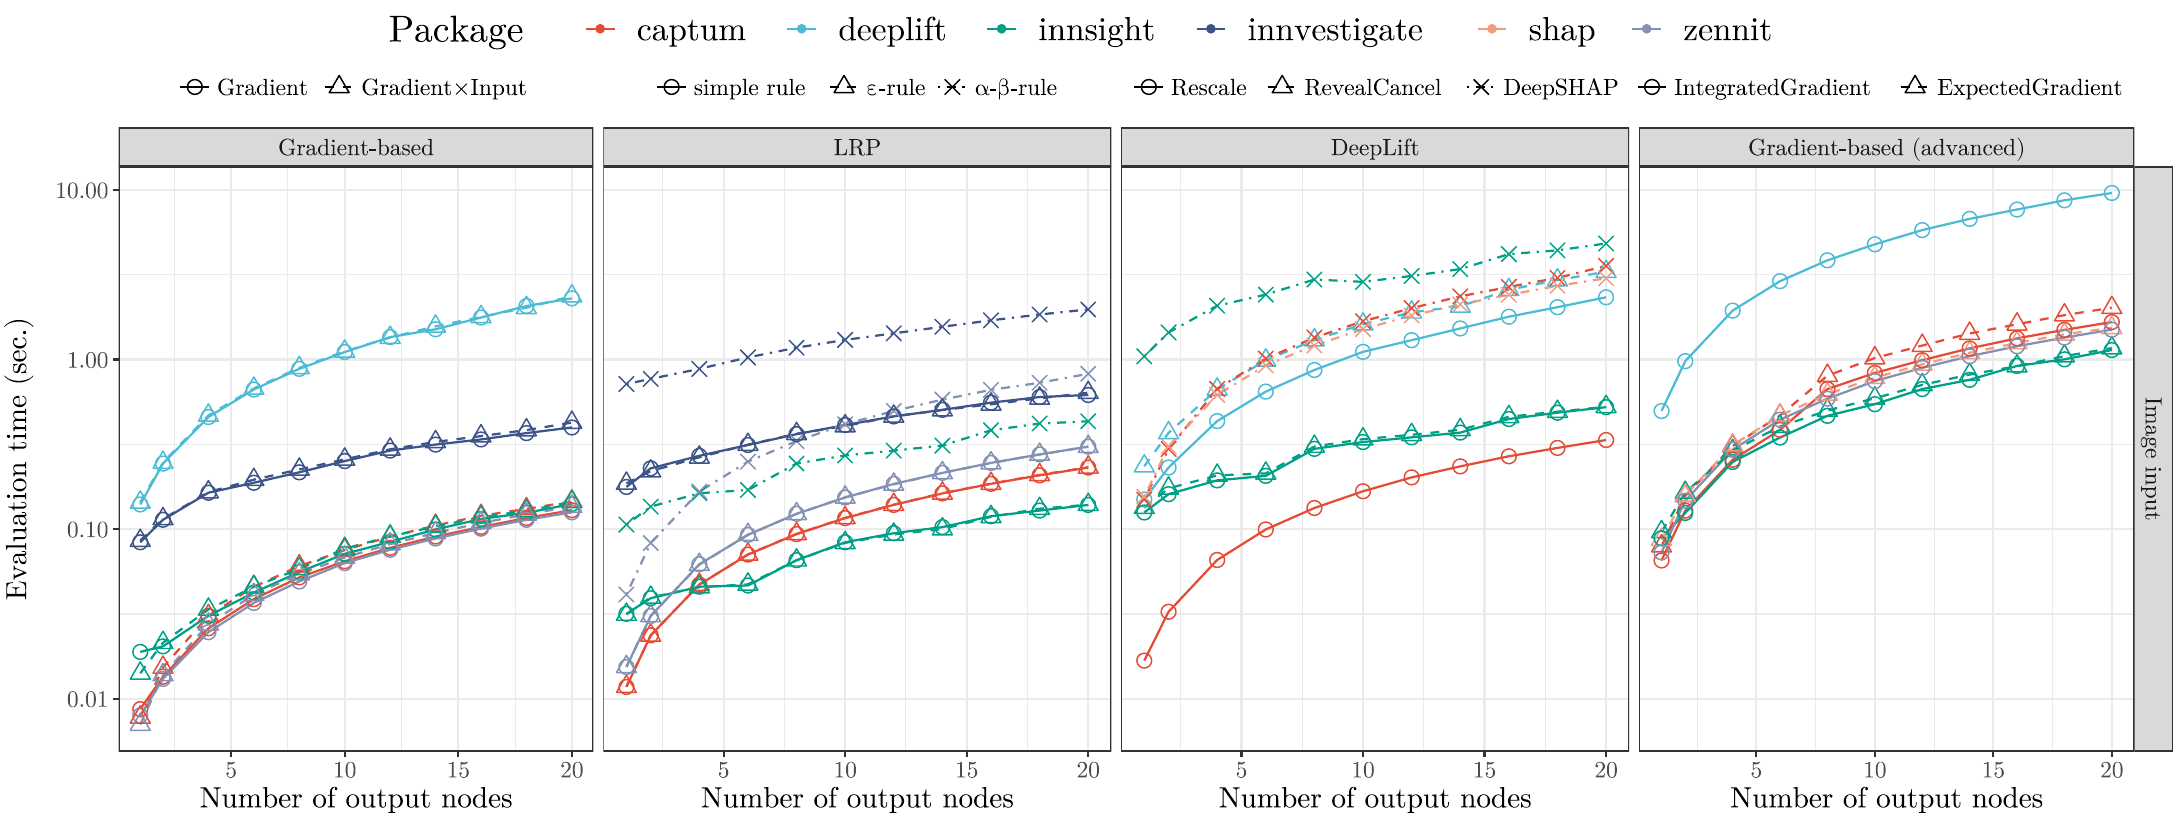 Package captum deeplift innsight innvestigate shap zennit
Gradient Gradient×Input simple rule ε-rule α-β-rule Rescale RevealCancel DeepSHAP IntegratedGradient ExpectedGradient
Gradient-based LRP DeepLift Gradient-based (advanced)
10.00
1.00
0.10
0.01
Evaluation time (sec.)
Image input
5 10 15 20 5 10 15 20 5 10 15 20 5 10 15 20
Number of output nodes Number of output nodes Number of output nodes Number of output nodes